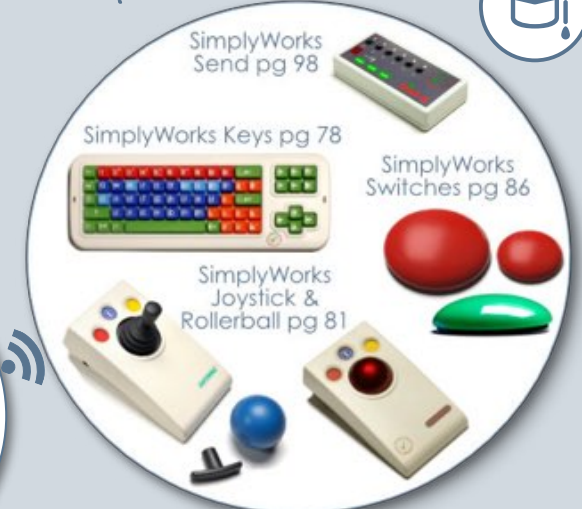 SimplyWorks
Send pg 98
SimplyWorks Keys pg 78
SimplyWorks
Switches pg 86
SimplyWorks
Joystick &
Rollerball pg 81